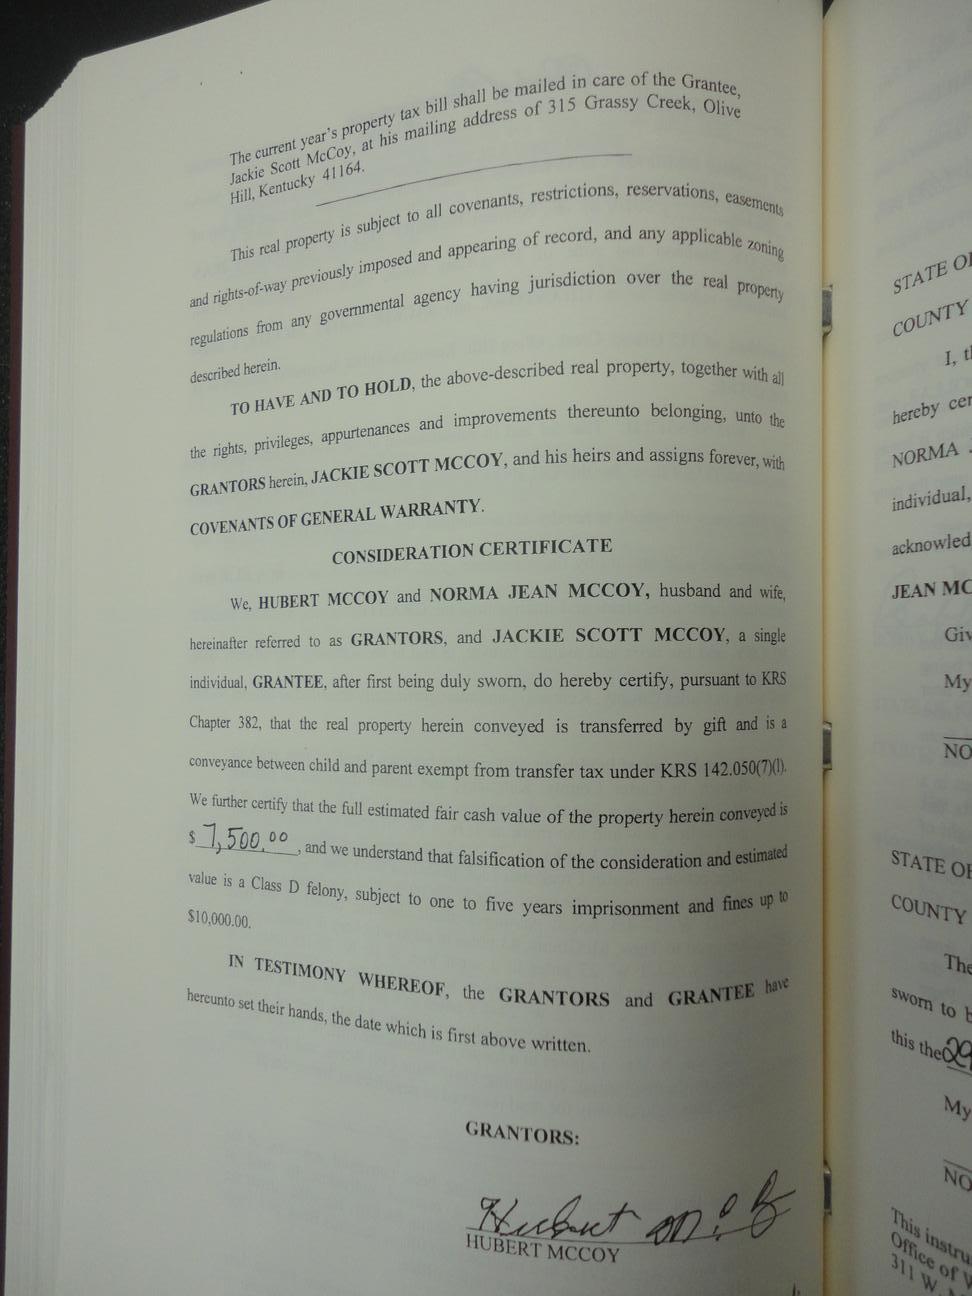 The current year's property tax bill shall be mailed in care of the Grantee,
Jackie Scott McCoy, at his mailing address of 315 Grassy Creek, Olive
Hill, Kentucky 41164.
This real property is subject to all covenants, restrictions, reservations, easements
and rights-of-way previously imposed and appearing of record, and any applicable zoning
regulations from any governmental agency having jurisdiction over the real property
described herein.
TO HAVE AND TO HOLD, the above-described real property, together with all
the rights, privileges, appurtenances and improvements thereunto belonging, unto the
GRANTORS herein, JACKIE SCOTT MCCOY, and his heirs and assigns forever, with
COVENANTS OF GENERAL WARRANTY.
CONSIDERATION CERTIFICATE
We, HUBERT MCCOY and NORMA JEAN MCCOY, husband and wife,
hereinafter referred to as GRANTORS, and JACKIE SCOTT MCCOY, a single
individual, GRANTEE, after first being duly sworn, do hereby certify, pursuant to KRS
Chapter 382, that the real property herein conveyed is transferred by gift and is a
conveyance between child and parent exempt from transfer tax under KRS 142.050(7)(l).
We further certify that the full estimated fair cash value of the property herein conveyed is
$ 7,500.00, and we understand that falsification of the consideration and estimated
value is a Class D felony, subject to one to five years imprisonment and fines up to
$10,000.00.
IN TESTIMONY WHEREOF, the GRANTORS and GRANTEE have
hereunto set their hands, the date which is first above written.
GRANTORS:
Hubert McCoy
HUBERT MCCOY
STATE OF
COUNTY
I,
hereby
NORMA
individual,
JEAN
My
STATE OF
COUNTY
The
sworn to
this the 29
My
This
Office of
311 W.